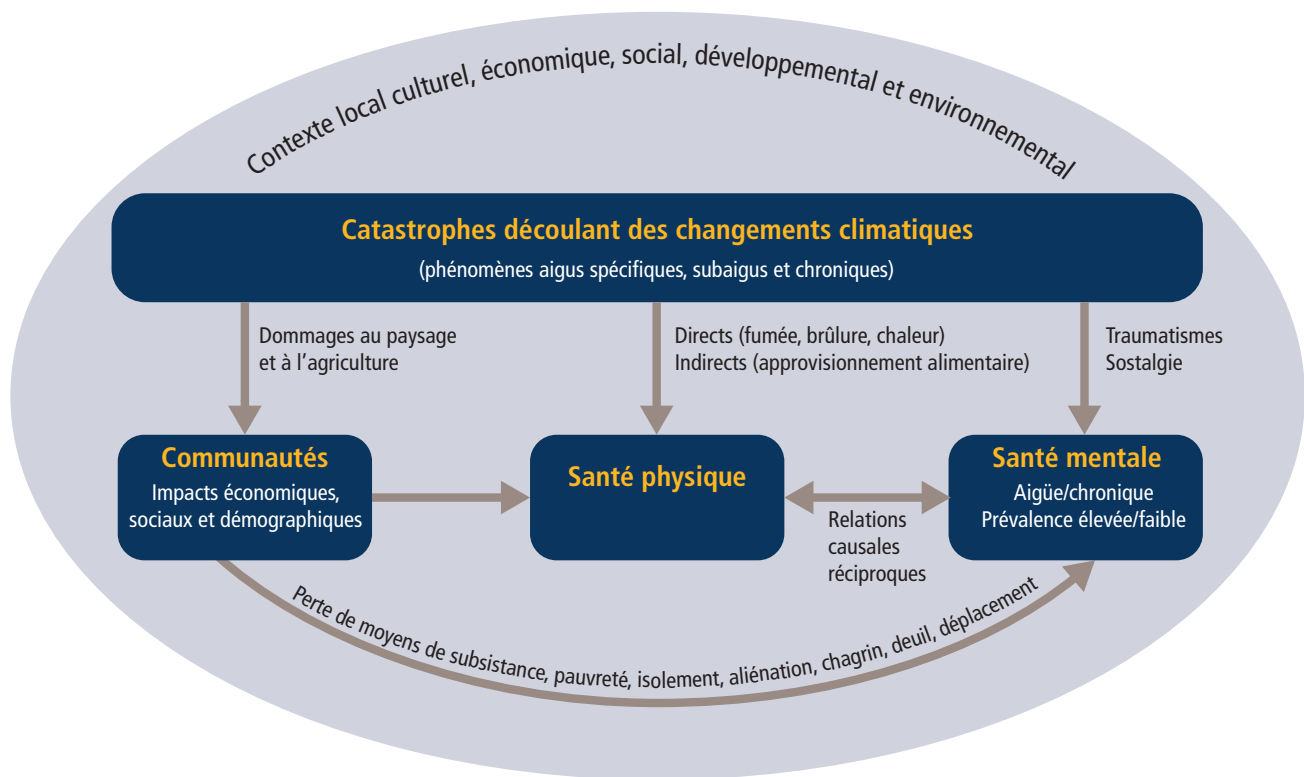 Contexte local culturel, économique, social, développemental et environnemental
Catastrophes découlant des changements climatiques
(phénomènes aigus spécifiques, subaigus et chroniques)
Dommages au paysage
et à l'agriculture
Directs (fumée, brûlure, chaleur)
Indirects (approvisionnement alimentaire)
Traumatismes
Sostalgie
Communautés
Impacts économiques,
sociaux et démographiques
Santé physique
Relations
causales
réciproques
Santé mentale
Aigüe/chronique
Prévalence élevée/faible
Perte de moyens de subsistance, pauvreté, isolement, aliénation, chagrin, deuil, déplacement